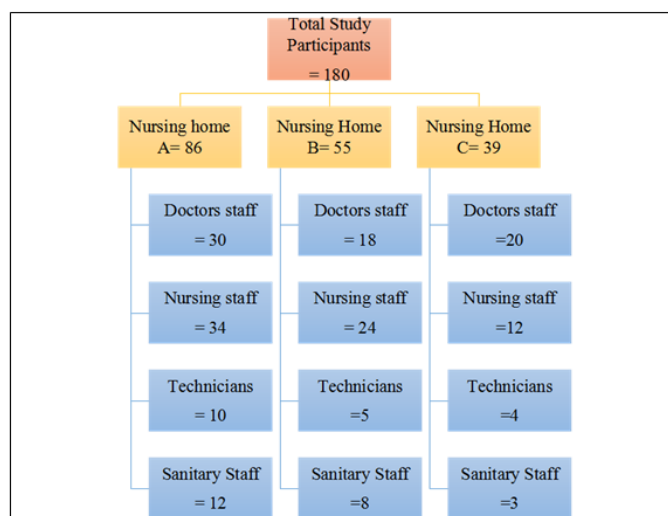 Total Study
Participants
= 180
Nursing home
A= 86
Nursing Home
B= 55
Nursing Home
C= 39
Doctors staff
= 30
Doctors staff
= 18
Doctors staff
=20
Nursing staff
= 34
Nursing staff
= 24
Nursing staff
=12
Technicians
= 10
Technicians
=5
Technicians
=4
Sanitary Staff
= 12
Sanitary Staff
=8
Sanitary Staff
=3